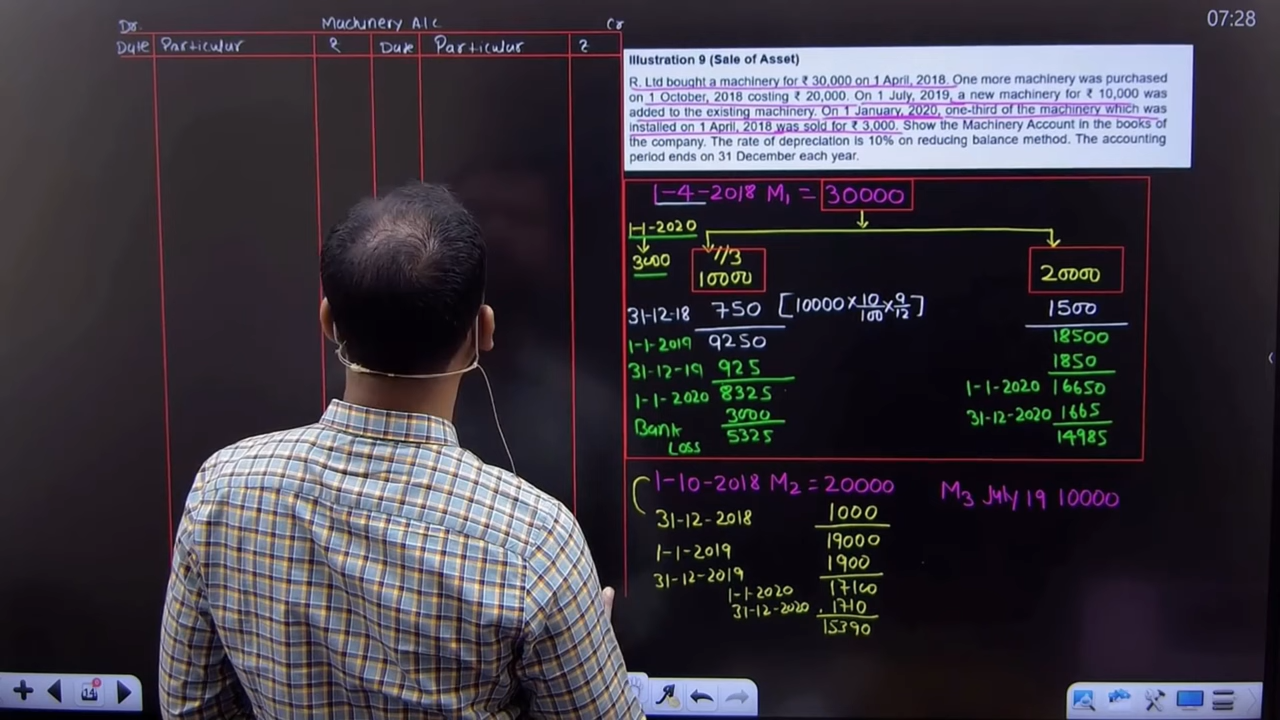 07:28
Dr. Machinery A/c Cr
Date Particular ₹ Date Particular ₹
Illustration 9 (Sale of Asset)
R. Ltd bought a machinery for ₹ 30,000 on 1 April, 2018. One more machinery was purchased
on 1 October, 2018 costing ₹ 20,000. On 1 July, 2019, a new machinery for ₹ 10,000 was
added to the existing machinery. On 1 January, 2020, one-third of the machinery which was
installed on 1 April, 2018 was sold for ₹ 3,000. Show the Machinery Account in the books of
the company. The rate of depreciation is 10% on reducing balance method. The accounting
period ends on 31 December each year.
1-4-2018 M₁ = 30000
1-1-2020
3000
1/3
10000
20000
31-12-18 750 [10000 × 10/100 × 9/12] 1500
1-1-2019 9250 18500
31-12-19 925 1850
1-1-2020 8325 1-1-2020 16650
Bank 3000 31-12-2020 1665
Loss 5325 14985
1-10-2018 M₂ = 20000 M₃ July 19 10000
31-12-2018 1000
1-1-2019 19000
31-12-2019 1900
1-1-2020 17100
31-12-2020 1710
15390
14